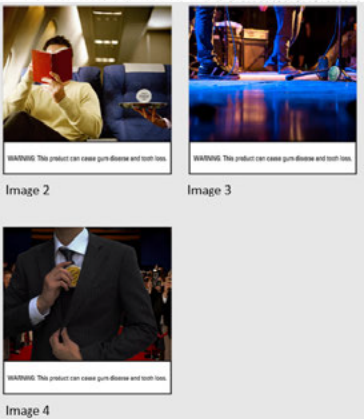 WARNING: This product can cause gum disease and tooth loss.
WARNING: This product can cause gum disease and tooth loss.
Image 2
Image 3
WARNING: This product can cause gum disease and tooth loss.
Image 4